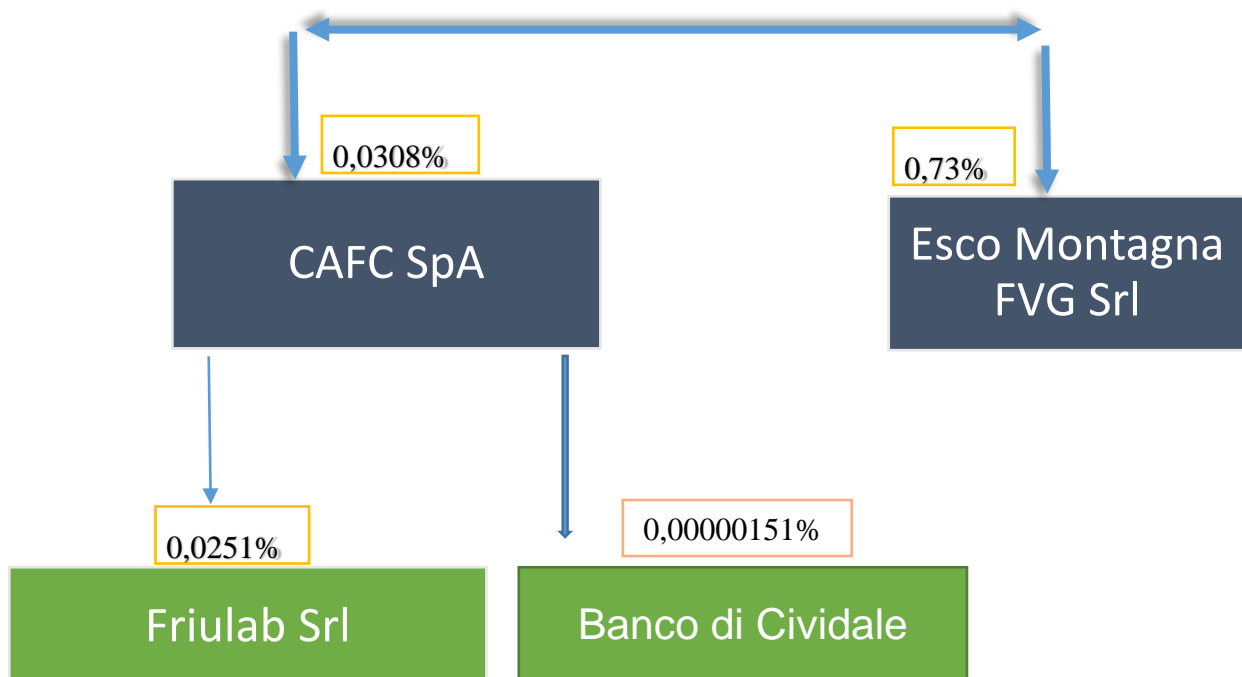 0,0308%
0,73%
CAFC SpA
Esco Montagna
FVG Srl
0,0251%
0,00000151%
Friulab Srl
Banco di Cividale